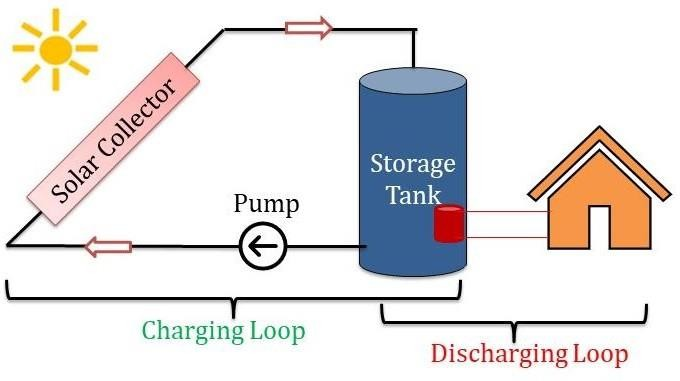 Solar Collector
Storage
Tank
Pump
Charging Loop
Discharging Loop